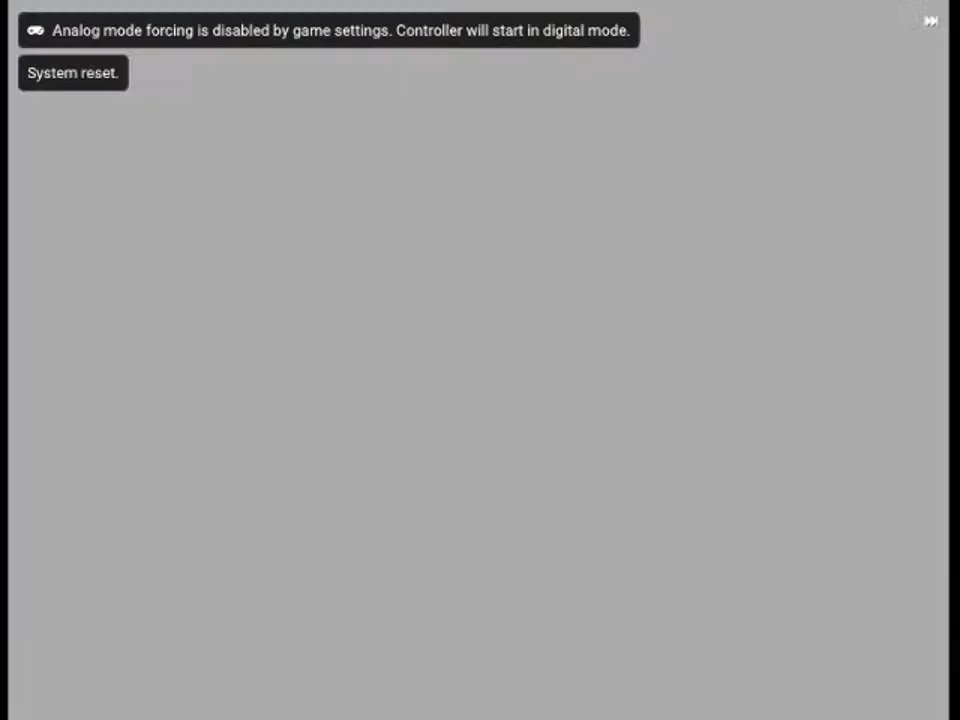 Analog mode forcing is disabled by game settings. Controller will start in digital mode.
System reset.